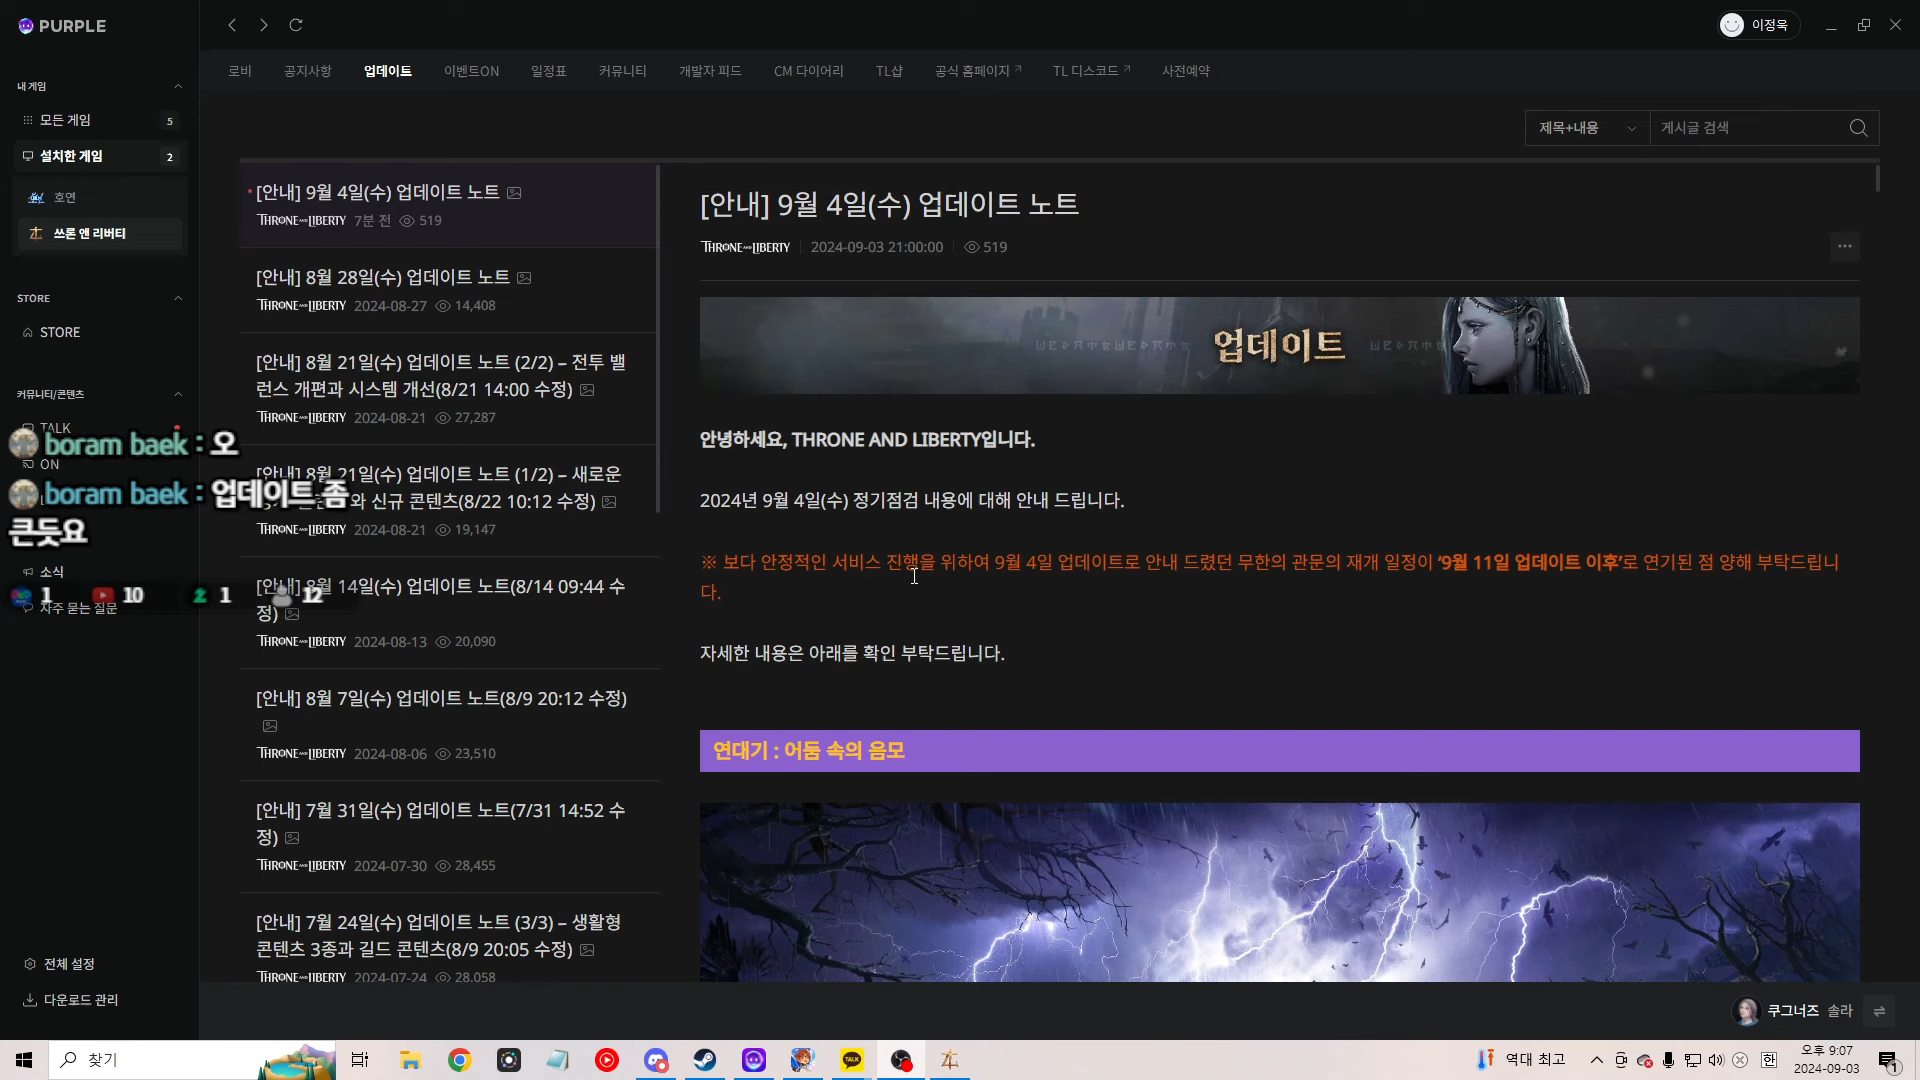 PURPLE
이정욱
로비
공지사항
업데이트
이벤트ON
일정표
커뮤니티
개발자 피드
CM 다이어리
TL샵
공식 홈페이지
TL 디스코드
사전예약
내 게임
모든 게임 5
설치한 게임 2
호연
쓰론 앤 리버티
STORE
STORE
커뮤니티/콘텐츠
TALK
boram baek : 오
ON
boram baek : 업데이트 좀
큰듯요
소식
1 10 1 12
자주 묻는 질문
전체 설정
다운로드 관리
제목+내용
게시글 검색
[안내] 9월 4일(수) 업데이트 노트
THRONE AND LIBERTY 7분 전 519
[안내] 8월 28일(수) 업데이트 노트
THRONE AND LIBERTY 2024-08-27 14,408
[안내] 8월 21일(수) 업데이트 노트 (2/2) – 전투 밸
런스 개편과 시스템 개선(8/21 14:00 수정)
THRONE AND LIBERTY 2024-08-21 27,287
[안내] 8월 21일(수) 업데이트 노트 (1/2) – 새로운
와 신규 콘텐츠(8/22 10:12 수정)
THRONE AND LIBERTY 2024-08-21 19,147
[안내] 8월 14일(수) 업데이트 노트(8/14 09:44 수
정)
THRONE AND LIBERTY 2024-08-13 20,090
[안내] 8월 7일(수) 업데이트 노트(8/9 20:12 수정)
THRONE AND LIBERTY 2024-08-06 23,510
[안내] 7월 31일(수) 업데이트 노트(7/31 14:52 수
정)
THRONE AND LIBERTY 2024-07-30 28,455
[안내] 7월 24일(수) 업데이트 노트 (3/3) – 생활형
콘텐츠 3종과 길드 콘텐츠(8/9 20:05 수정)
THRONE AND LIBERTY 2024-07-24 28,058
[안내] 9월 4일(수) 업데이트 노트
THRONE AND LIBERTY 2024-09-03 21:00:00 519
업데이트
안녕하세요, THRONE AND LIBERTY입니다.
2024년 9월 4일(수) 정기점검 내용에 대해 안내 드립니다.
※ 보다 안정적인 서비스 진행을 위하여 9월 4일 업데이트로 안내 드렸던 무한의 관문의 재개 일정이 ‘9월 11일 업데이트 이후’로 연기된 점 양해 부탁드립니
다.
자세한 내용은 아래를 확인 부탁드립니다.
연대기 : 어둠 속의 음모
쿠그너즈 솔라
찾기
TALK
역대 최고
한
오후 9:07
2024-09-03
1